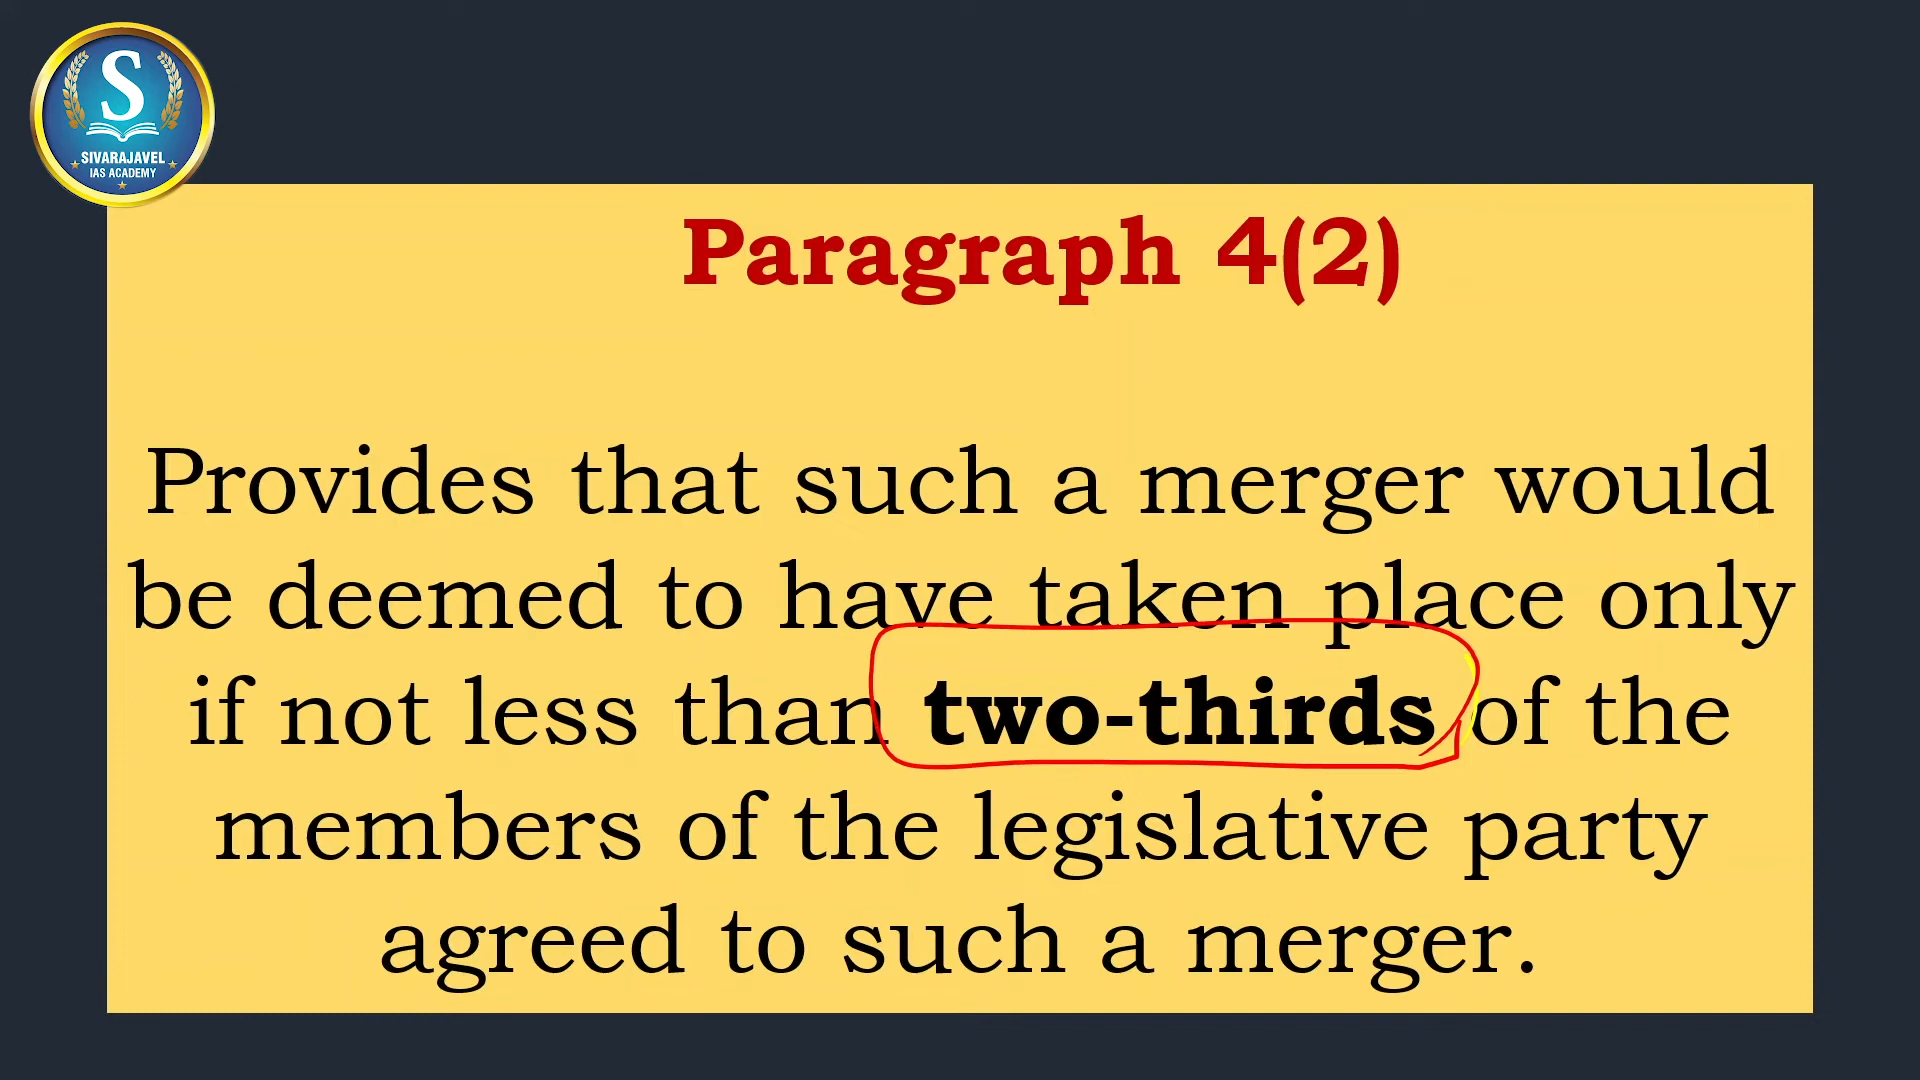 S
SIVARAJAVEL
IAS ACADEMY
Paragraph 4(2)
Provides that such a merger would
be deemed to have taken place only
if not less than two-thirds of the
members of the legislative party
agreed to such a merger.